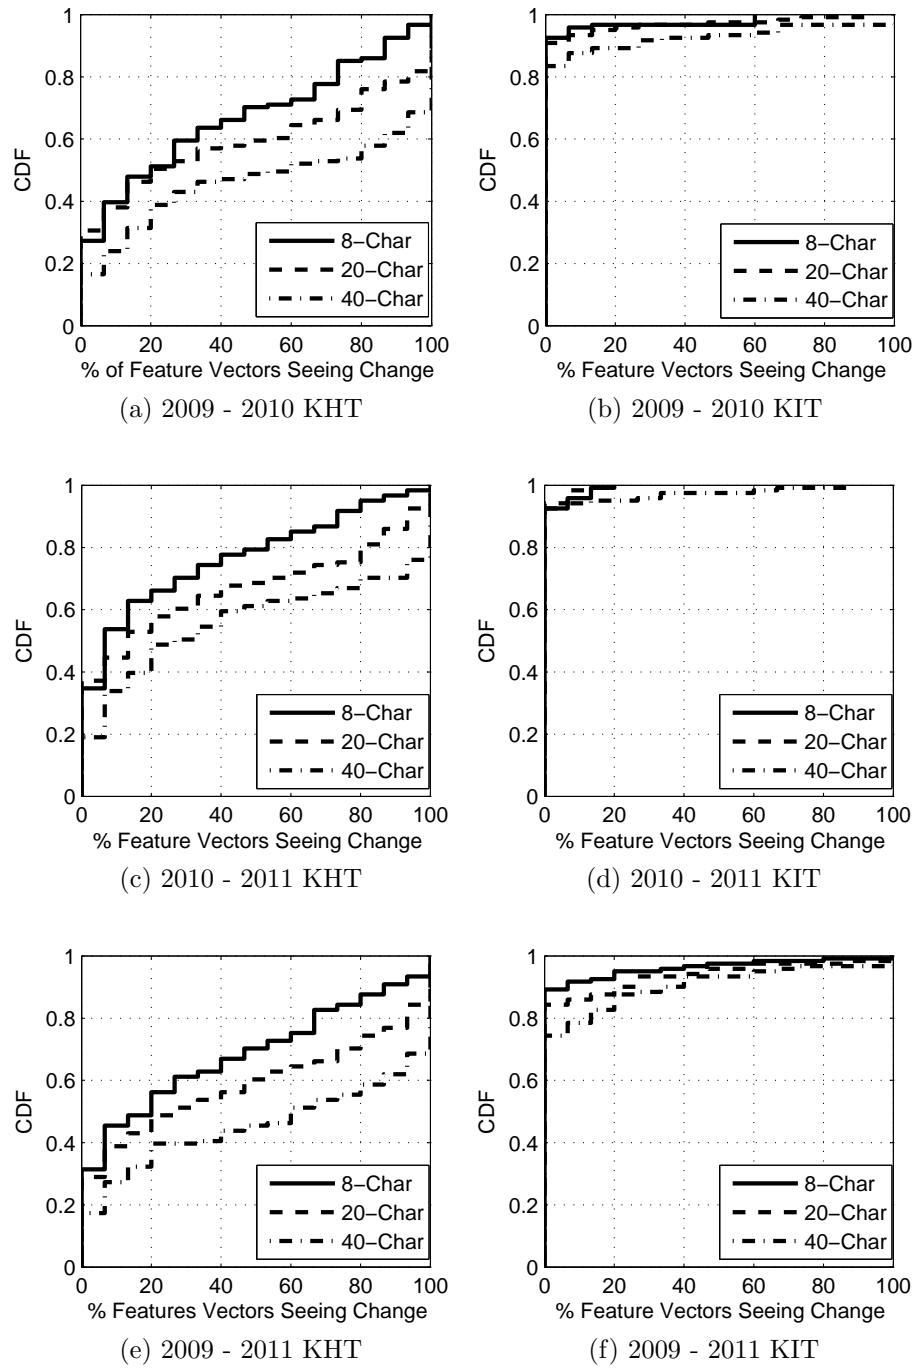 1
0.8
0.6
0.4
0.2
0
CDF
0 20 40 60 80 100
% of Feature Vectors Seeing Change
8−Char
20−Char
40−Char
(a) 2009 - 2010 KHT
1
0.8
0.6
0.4
0.2
0
CDF
0 20 40 60 80 100
% Feature Vectors Seeing Change
8−Char
20−Char
40−Char
(b) 2009 - 2010 KIT
1
0.8
0.6
0.4
0.2
0
CDF
0 20 40 60 80 100
% Feature Vectors Seeing Change
8−Char
20−Char
40−Char
(c) 2010 - 2011 KHT
1
0.8
0.6
0.4
0.2
0
CDF
0 20 40 60 80 100
% Feature Vectors Seeing Change
8−Char
20−Char
40−Char
(d) 2010 - 2011 KIT
1
0.8
0.6
0.4
0.2
0
CDF
0 20 40 60 80 100
% Features Vectors Seeing Change
8−Char
20−Char
40−Char
(e) 2009 - 2011 KHT
1
0.8
0.6
0.4
0.2
0
CDF
0 20 40 60 80 100
% Feature Vectors Seeing Change
8−Char
20−Char
40−Char
(f) 2009 - 2011 KIT